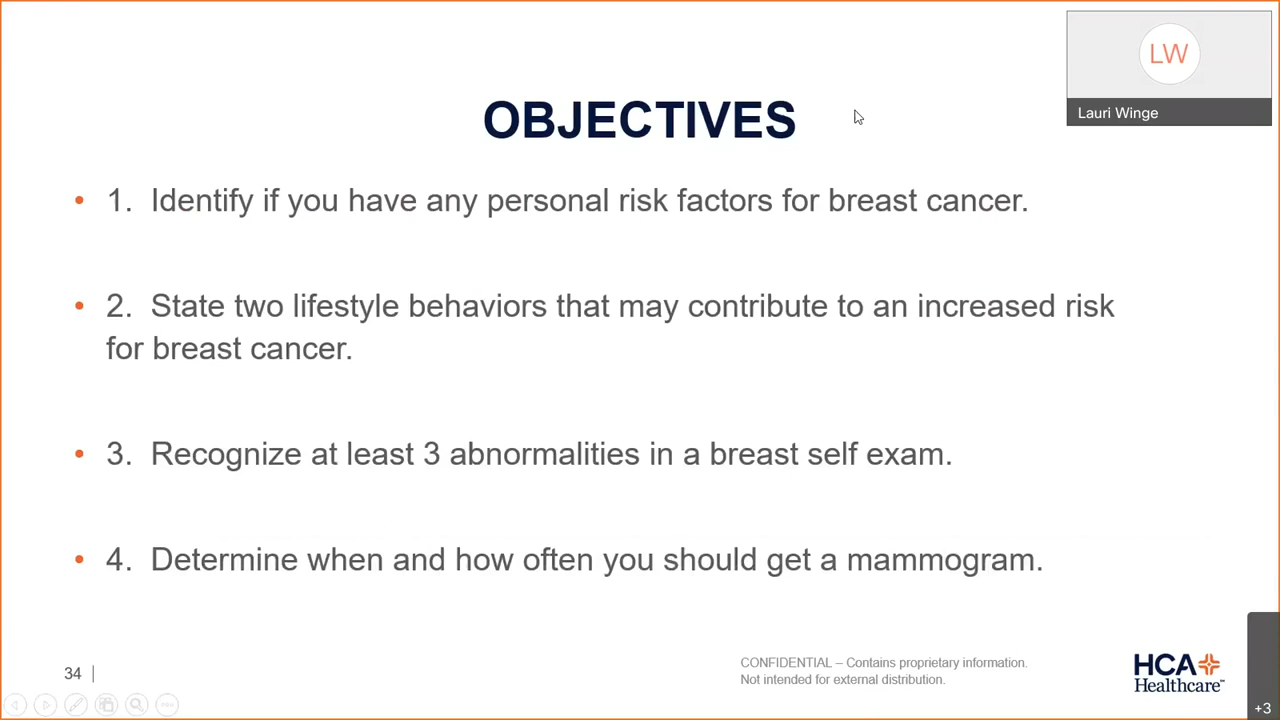 LW
Lauri Winge
OBJECTIVES
• 1. Identify if you have any personal risk factors for breast cancer.
• 2. State two lifestyle behaviors that may contribute to an increased risk
for breast cancer.
• 3. Recognize at least 3 abnormalities in a breast self exam.
• 4. Determine when and how often you should get a mammogram.
34 |
CONFIDENTIAL – Contains proprietary information.
Not intended for external distribution.
HCA
Healthcare™
+3